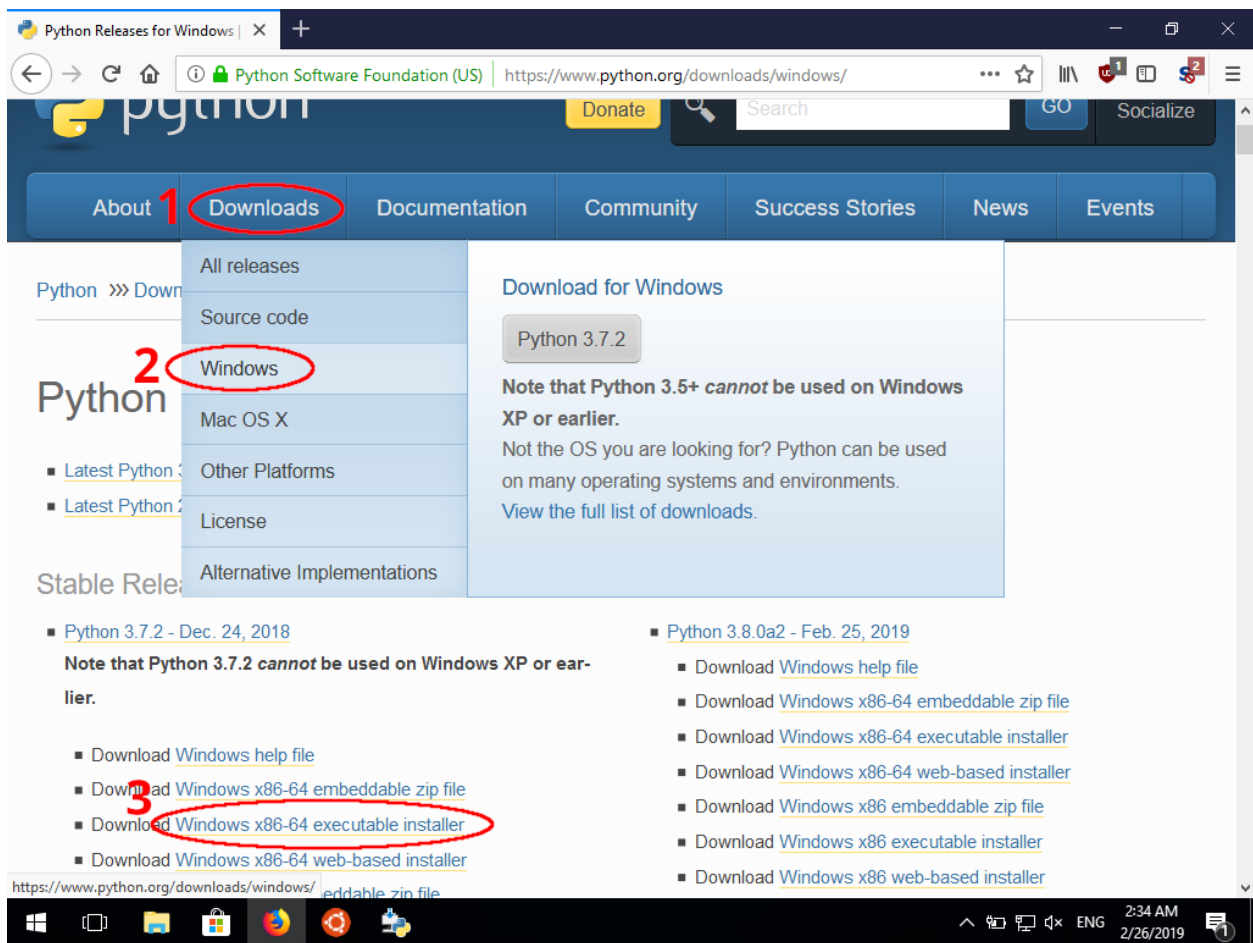 Python Releases for Windows |
Python Software Foundation (US) https://www.python.org/downloads/windows/
1 2
python Donate Search GO Socialize
About 1 Downloads Documentation Community Success Stories News Events
All releases
Source code
2 Windows
Mac OS X
Other Platforms
License
Alternative Implementations
Download for Windows
Python 3.7.2
Note that Python 3.5+ cannot be used on Windows
XP or earlier.
Not the OS you are looking for? Python can be used
on many operating systems and environments.
View the full list of downloads.
Python >>> Down
Python
Latest Python
Latest Python
Stable Relea
Python 3.7.2 - Dec. 24, 2018
Note that Python 3.7.2 cannot be used on Windows XP or ear-
lier.
Download Windows help file
Download Windows x86-64 embeddable zip file
3
Download Windows x86-64 executable installer
Download Windows x86-64 web-based installer
eddable zip file
Python 3.8.0a2 - Feb. 25, 2019
Download Windows help file
Download Windows x86-64 embeddable zip file
Download Windows x86-64 executable installer
Download Windows x86-64 web-based installer
Download Windows x86 embeddable zip file
Download Windows x86 executable installer
Download Windows x86 web-based installer
https://www.python.org/downloads/windows/
ENG 2:34 AM
2/26/2019 1